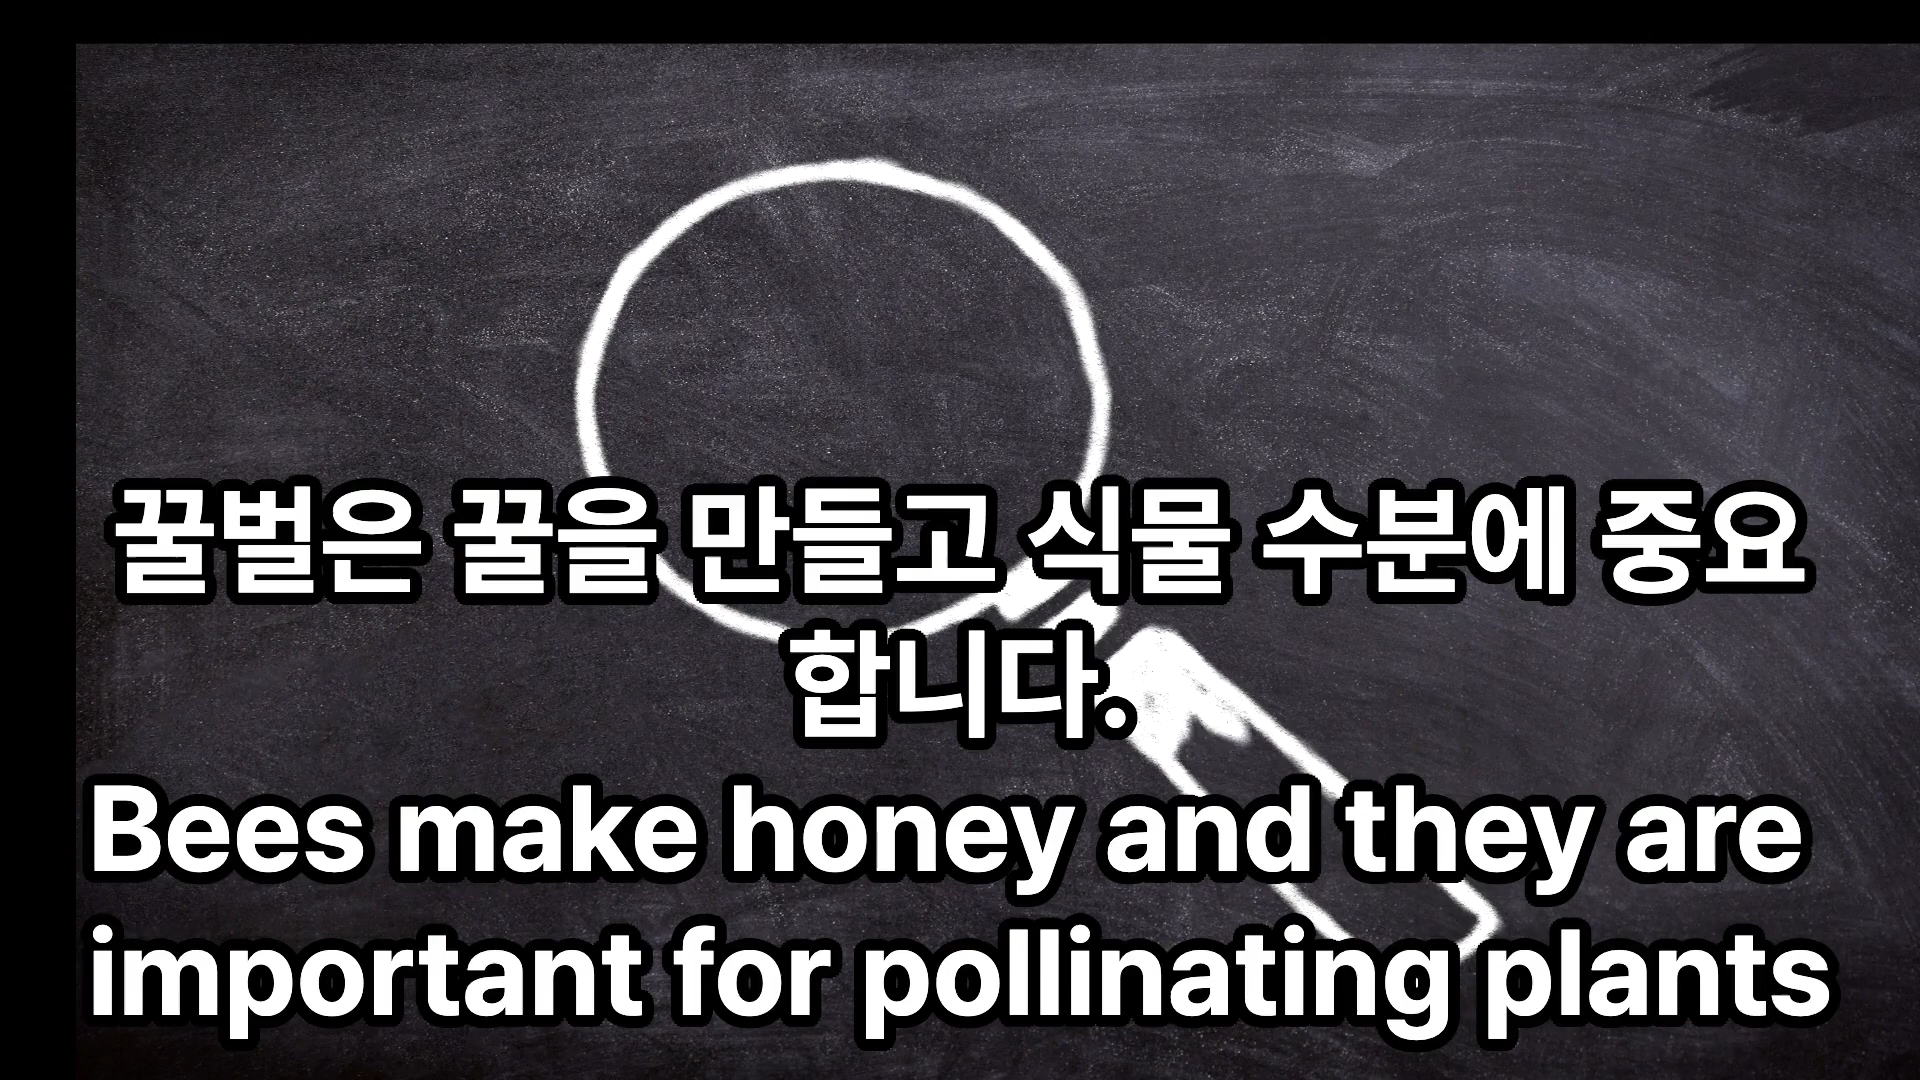 꿀벌은 꿀을 만들고 식물 수분에 중요
합니다.
Bees make honey and they are
important for pollinating plants